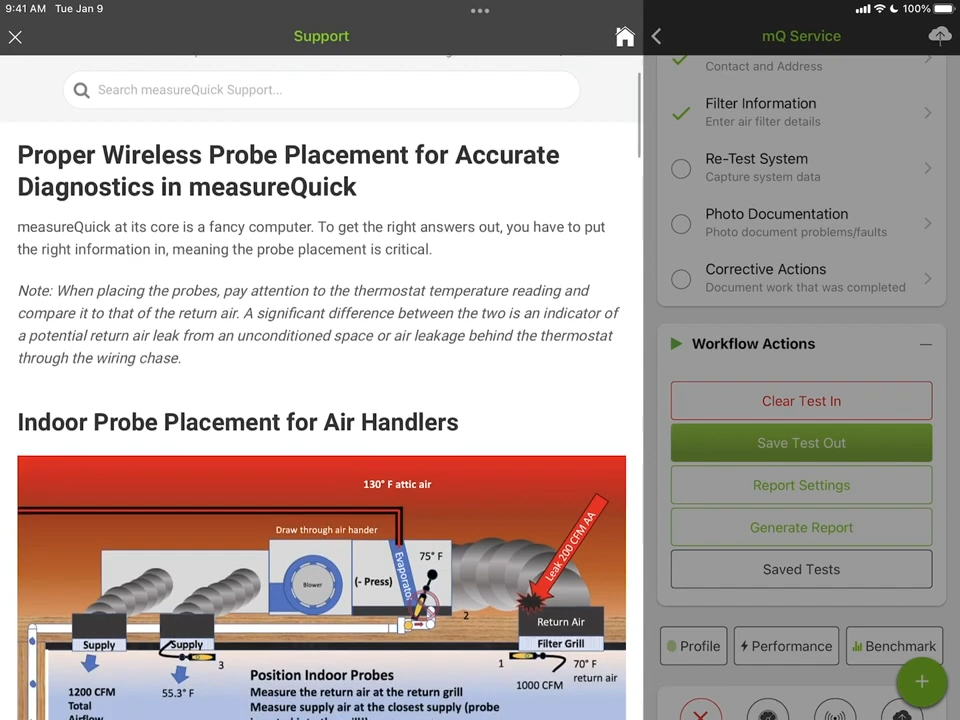 9:41 AM Tue Jan 9
100%
Support
mQ Service
Search measureQuick Support...
Proper Wireless Probe Placement for Accurate
Diagnostics in measureQuick
measureQuick at its core is a fancy computer. To get the right answers out, you have to put
the right information in, meaning the probe placement is critical.
Note: When placing the probes, pay attention to the thermostat temperature reading and
compare it to that of the return air. A significant difference between the two is an indicator of
a potential return air leak from an unconditioned space or air leakage behind the thermostat
through the wiring chase.
Indoor Probe Placement for Air Handlers
130° F attic air
Draw through air hander
Blower
(- Press)
Evaporator
75° F
Leak 200 CFM AA
2
Return Air
Filter Grill
Supply
Supply
3
1
70° F
return air
1000 CFM
55.3° F
1200 CFM
Total
Airflow
Position Indoor Probes
Measure the return air at the return grill
Measure supply air at the closest supply (probe
Contact and Address
Filter Information
Enter air filter details
Re-Test System
Capture system data
Photo Documentation
Photo document problems/faults
Corrective Actions
Document work that was completed
Workflow Actions
Clear Test In
Save Test Out
Report Settings
Generate Report
Saved Tests
Profile
Performance
Benchmark